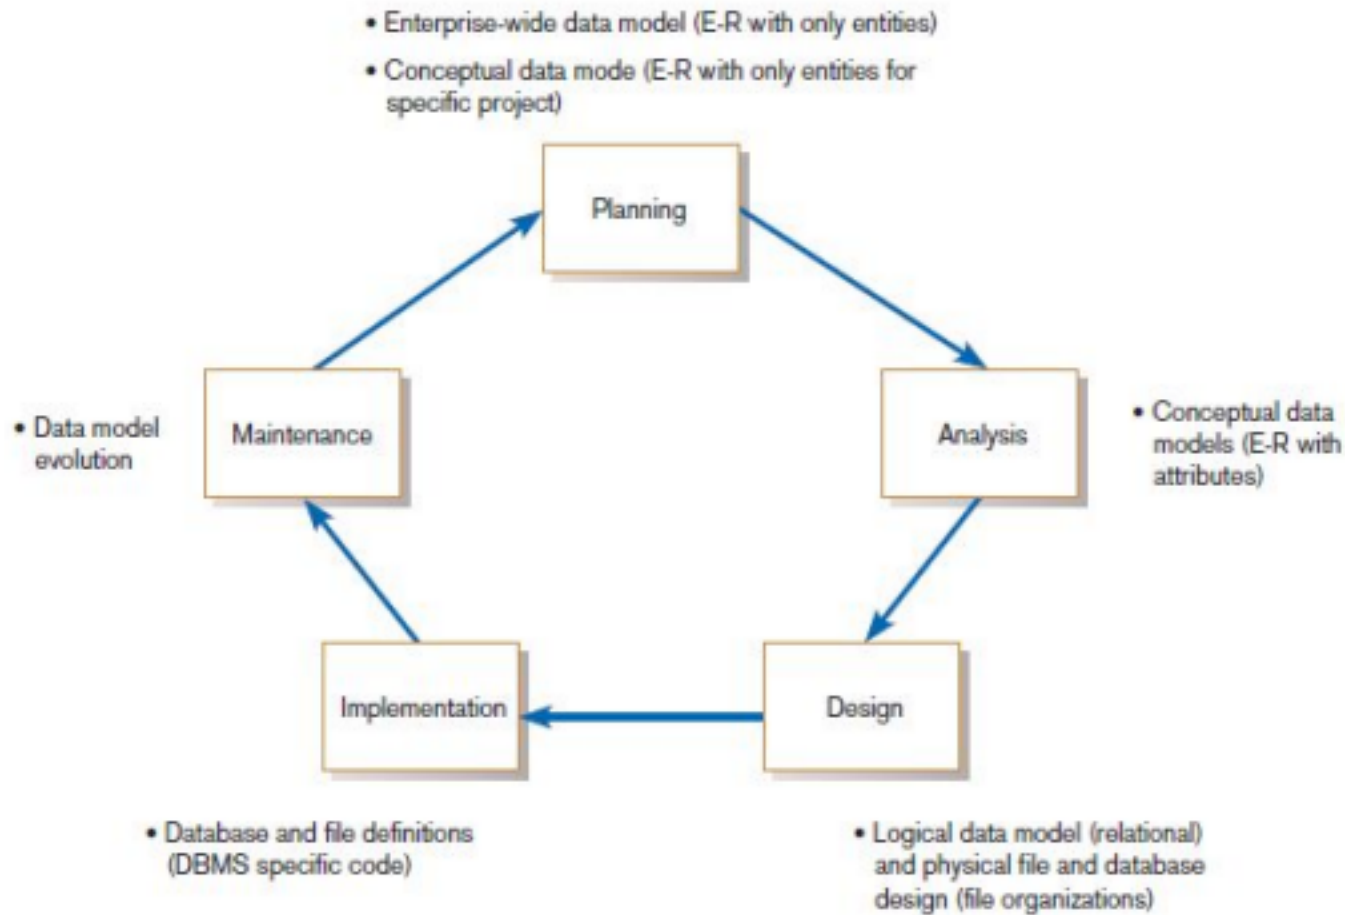 • Enterprise-wide data model (E-R with only entities)
• Conceptual data mode (E-R with only entities for
specific project)
Planning
Maintenance
• Data model
evolution
Analysis
• Conceptual data
models (E-R with
attributes)
Implementation
Design
• Database and file definitions
(DBMS specific code)
• Logical data model (relational)
and physical file and database
design (file organizations)